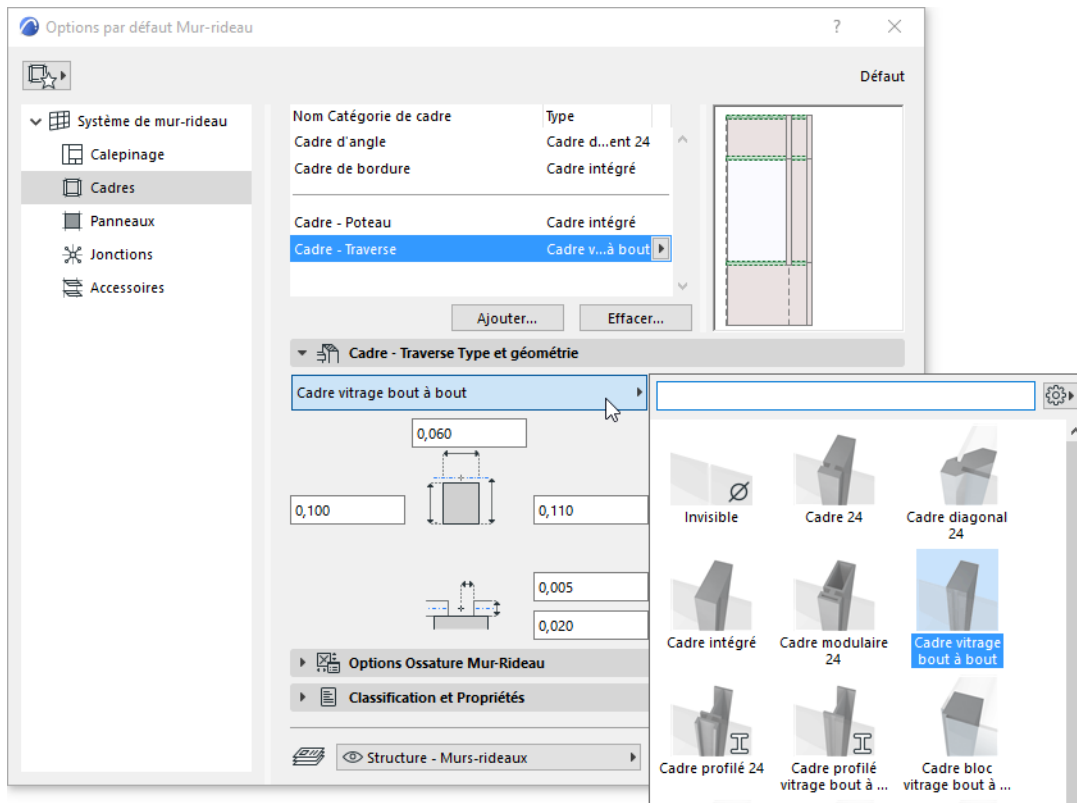 Options par défaut Mur-rideau
?
Défaut
Système de mur-rideau
Calepinage
Cadres
Panneaux
Jonctions
Accessoires
Nom Catégorie de cadre Type
Cadre d'angle Cadre d...ent 24
Cadre de bordure Cadre intégré
Cadre - Poteau Cadre intégré
Cadre - Traverse Cadre v...à bout
Ajouter... Effacer...
Cadre - Traverse Type et géométrie
Cadre vitrage bout à bout
0,060
0,100
0,110
0,005
0,020
Options Ossature Mur-Rideau
Classification et Propriétés
Structure - Murs-rideaux
Invisible
Cadre 24
Cadre diagonal
24
Cadre intégré
Cadre modulaire
24
Cadre vitrage
bout à bout
Cadre profilé 24
Cadre profilé
vitrage bout à ...
Cadre bloc
vitrage bout à ...